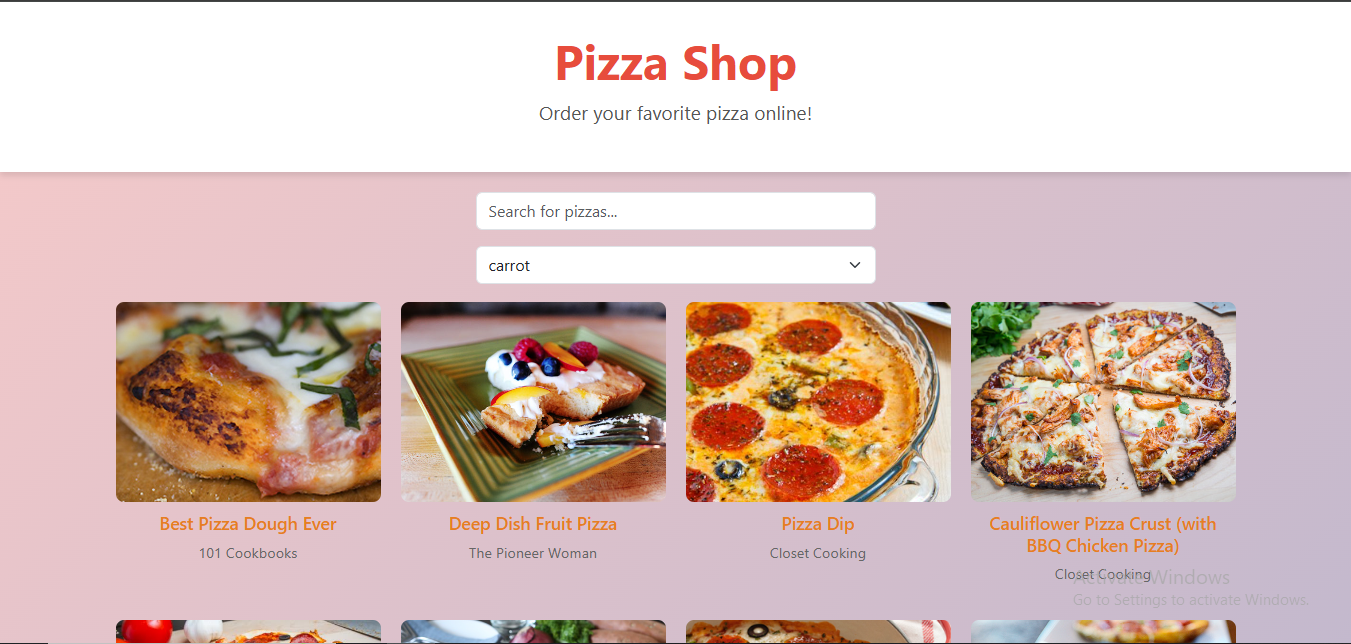 Pizza Shop
Order your favorite pizza online!
Search for pizzas...
carrot
Best Pizza Dough Ever
101 Cookbooks
Deep Dish Fruit Pizza
The Pioneer Woman
Pizza Dip
Closet Cooking
Cauliflower Pizza Crust (with
BBQ Chicken Pizza)
Closet Cooking
Activate Windows
Go to Settings to activate Windows.